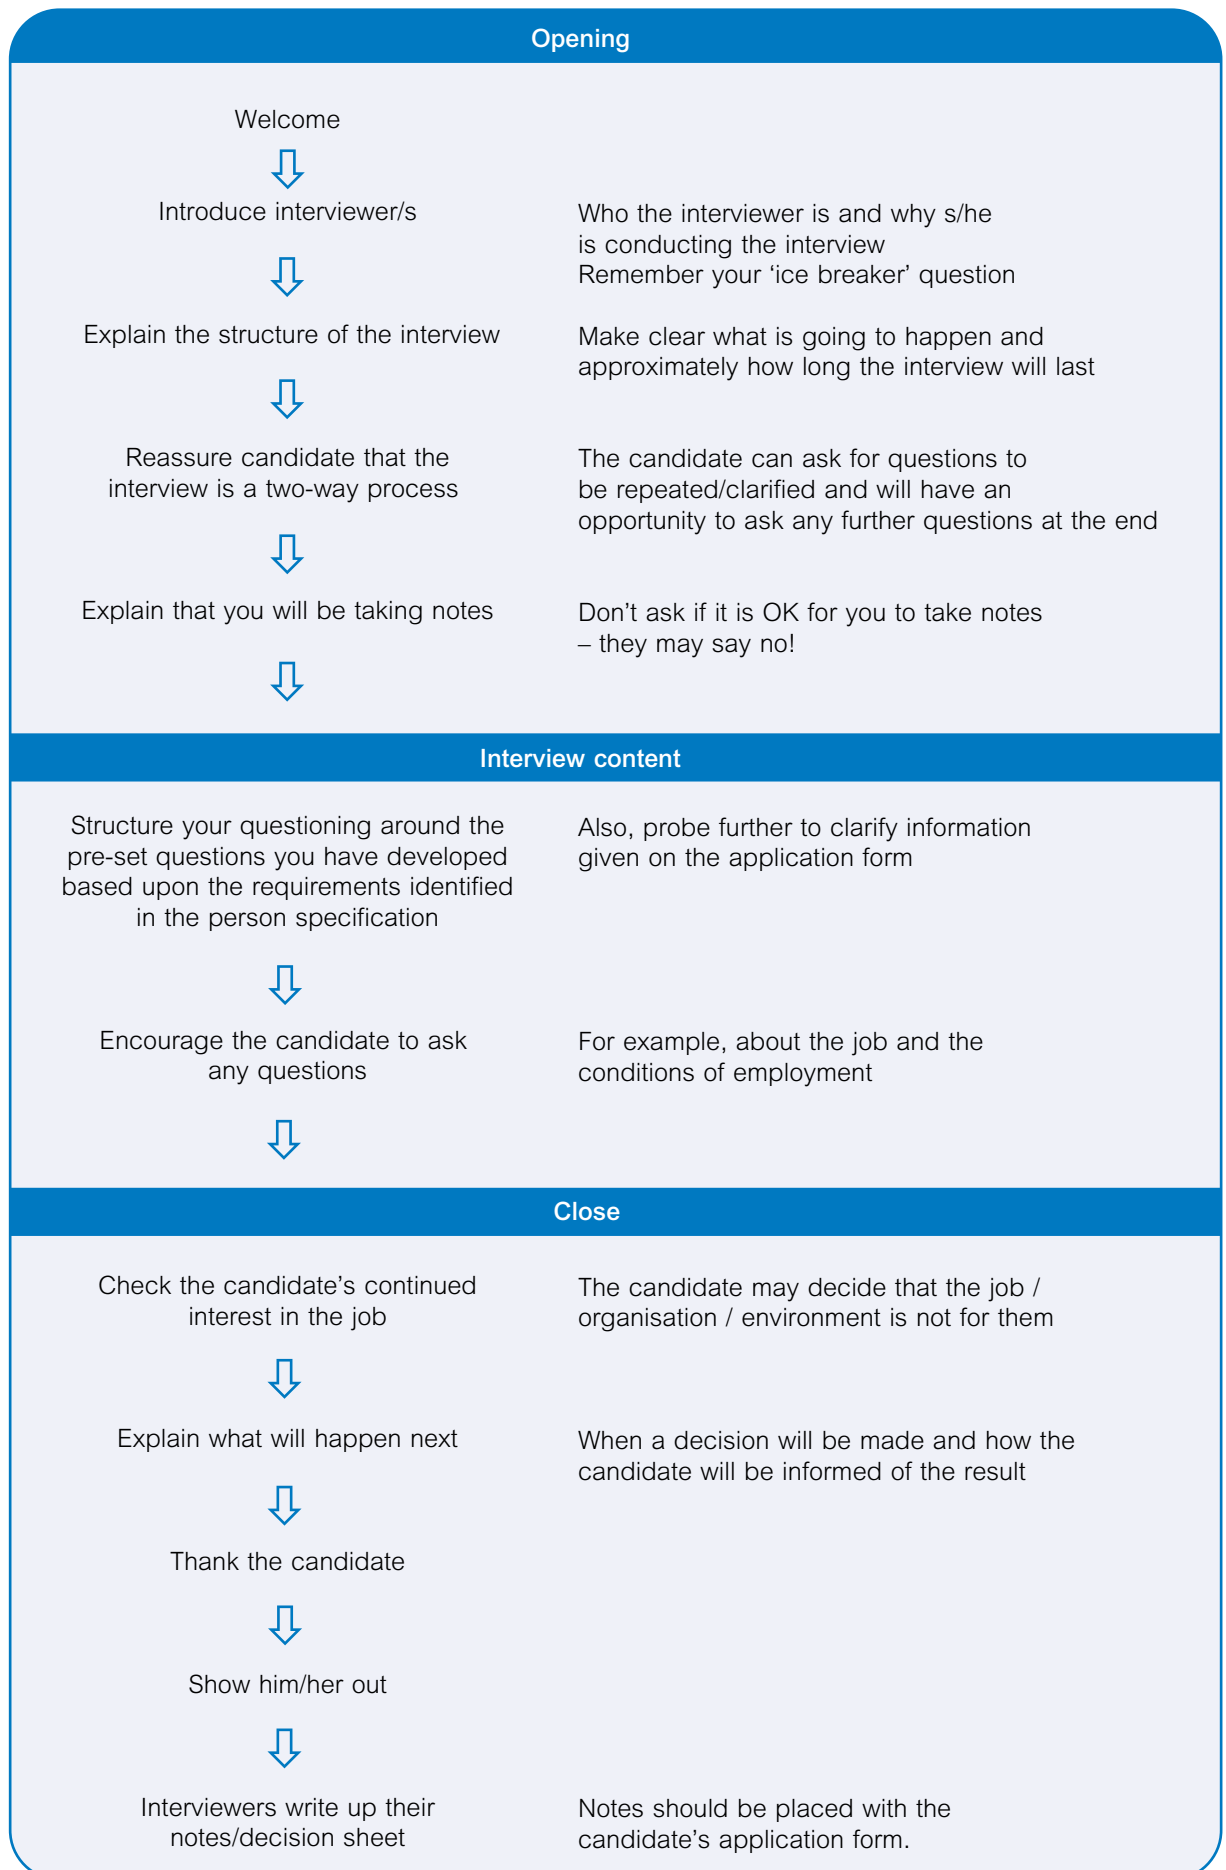 Opening
Welcome
Introduce interviewer/s
Who the interviewer is and why s/he
is conducting the interview
Remember your ‘ice breaker’ question
Explain the structure of the interview
Make clear what is going to happen and
approximately how long the interview will last
Reassure candidate that the
interview is a two-way process
The candidate can ask for questions to
be repeated/clarified and will have an
opportunity to ask any further questions at the end
Explain that you will be taking notes
Don’t ask if it is OK for you to take notes
– they may say no!
Interview content
Structure your questioning around the
pre-set questions you have developed
based upon the requirements identified
in the person specification
Also, probe further to clarify information
given on the application form
Encourage the candidate to ask
any questions
For example, about the job and the
conditions of employment
Close
Check the candidate’s continued
interest in the job
The candidate may decide that the job /
organisation / environment is not for them
Explain what will happen next
When a decision will be made and how the
candidate will be informed of the result
Thank the candidate
Show him/her out
Interviewers write up their
notes/decision sheet
Notes should be placed with the
candidate’s application form.